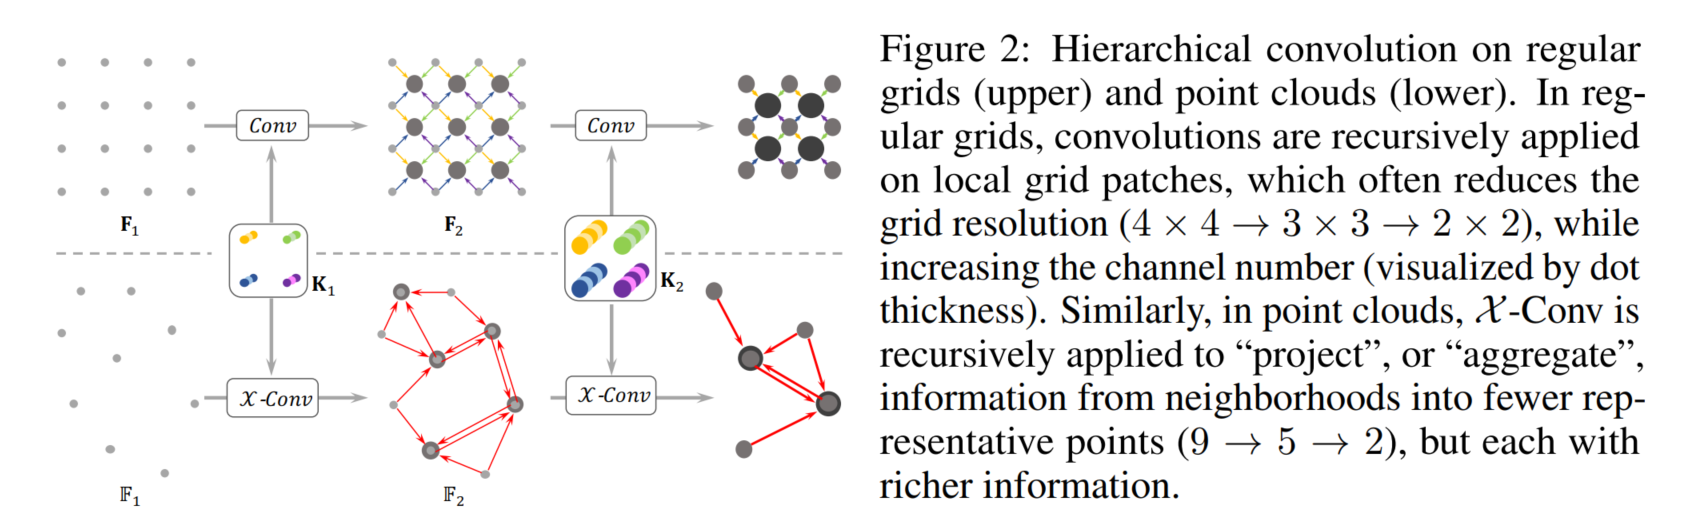 Conv
Conv
F₁
F₂
K₁
K₂
𝒳-Conv
𝒳-Conv
𝔽₁
𝔽₂
Figure 2: Hierarchical convolution on regular
grids (upper) and point clouds (lower). In reg-
ular grids, convolutions are recursively applied
on local grid patches, which often reduces the
grid resolution (4 × 4 → 3 × 3 → 2 × 2), while
increasing the channel number (visualized by dot
thickness). Similarly, in point clouds, 𝒳-Conv is
recursively applied to “project”, or “aggregate”,
information from neighborhoods into fewer rep-
resentative points (9 → 5 → 2), but each with
richer information.